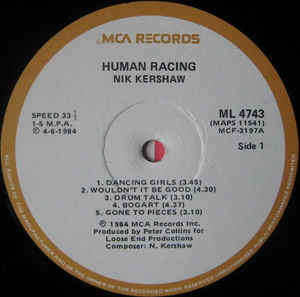 MCA RECORDS
HUMAN RACING
NIK KERSHAW
SPEED 33⅓
1-5 M.P.A.
℗ 4-6-1984
ML 4743
(MAPS 11541)
MCF-3197A
Side 1
1. DANCING GIRLS (3.45)
2. WOULDN'T IT BE GOOD (4.30)
3. DRUM TALK (3.10)
4. BOGART (4.37)
5. GONE TO PIECES (3.10)
℗ 1984 MCA Records Inc.
Produced by Peter Collins for
Loose End Productions
Composer: N. Kershaw